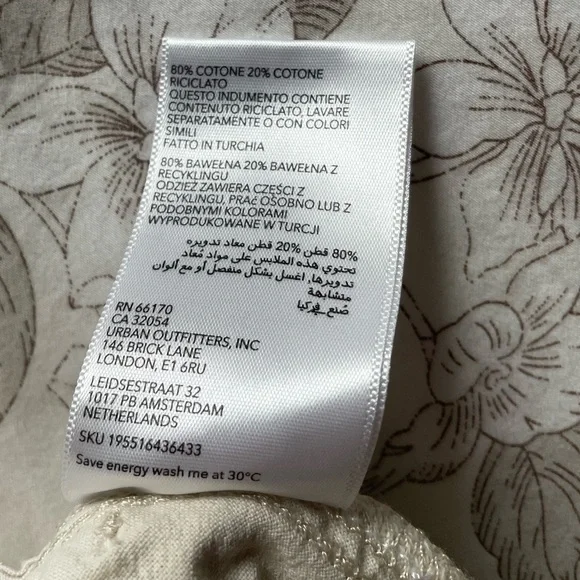 80% COTONE 20% COTONE
RICICLATO
QUESTO INDUMENTO CONTIENE
CONTENUTO RICICLATO, LAVARE
SEPARATAMENTE O CON COLORI
SIMILI
FATTO IN TURCHIA
80% BAWEŁNA 20% BAWEŁNA Z
RECYKLINGU
ODZIEŻ ZAWIERA CZĘŚCI Z
RECYKLINGU, PRAĆ OSOBNO LUB Z
PODOBNYMI KOLORAMI
WYPRODUKOWANE W TURCJI
80% قطن 20% قطن معاد تدويره
تحتوي هذه الملابس على مواد مُعاد
تدويرها، اغسل بشكل منفصل أو مع ألوان
متشابهة
صُنع في
RN 66170
CA 32054
URBAN OUTFITTERS, INC
146 BRICK LANE
LONDON, E1 6RU
LEIDSESTRAAT 32
1017 PB AMSTERDAM
NETHERLANDS
SKU 195516436433
Save energy wash me at 30°C